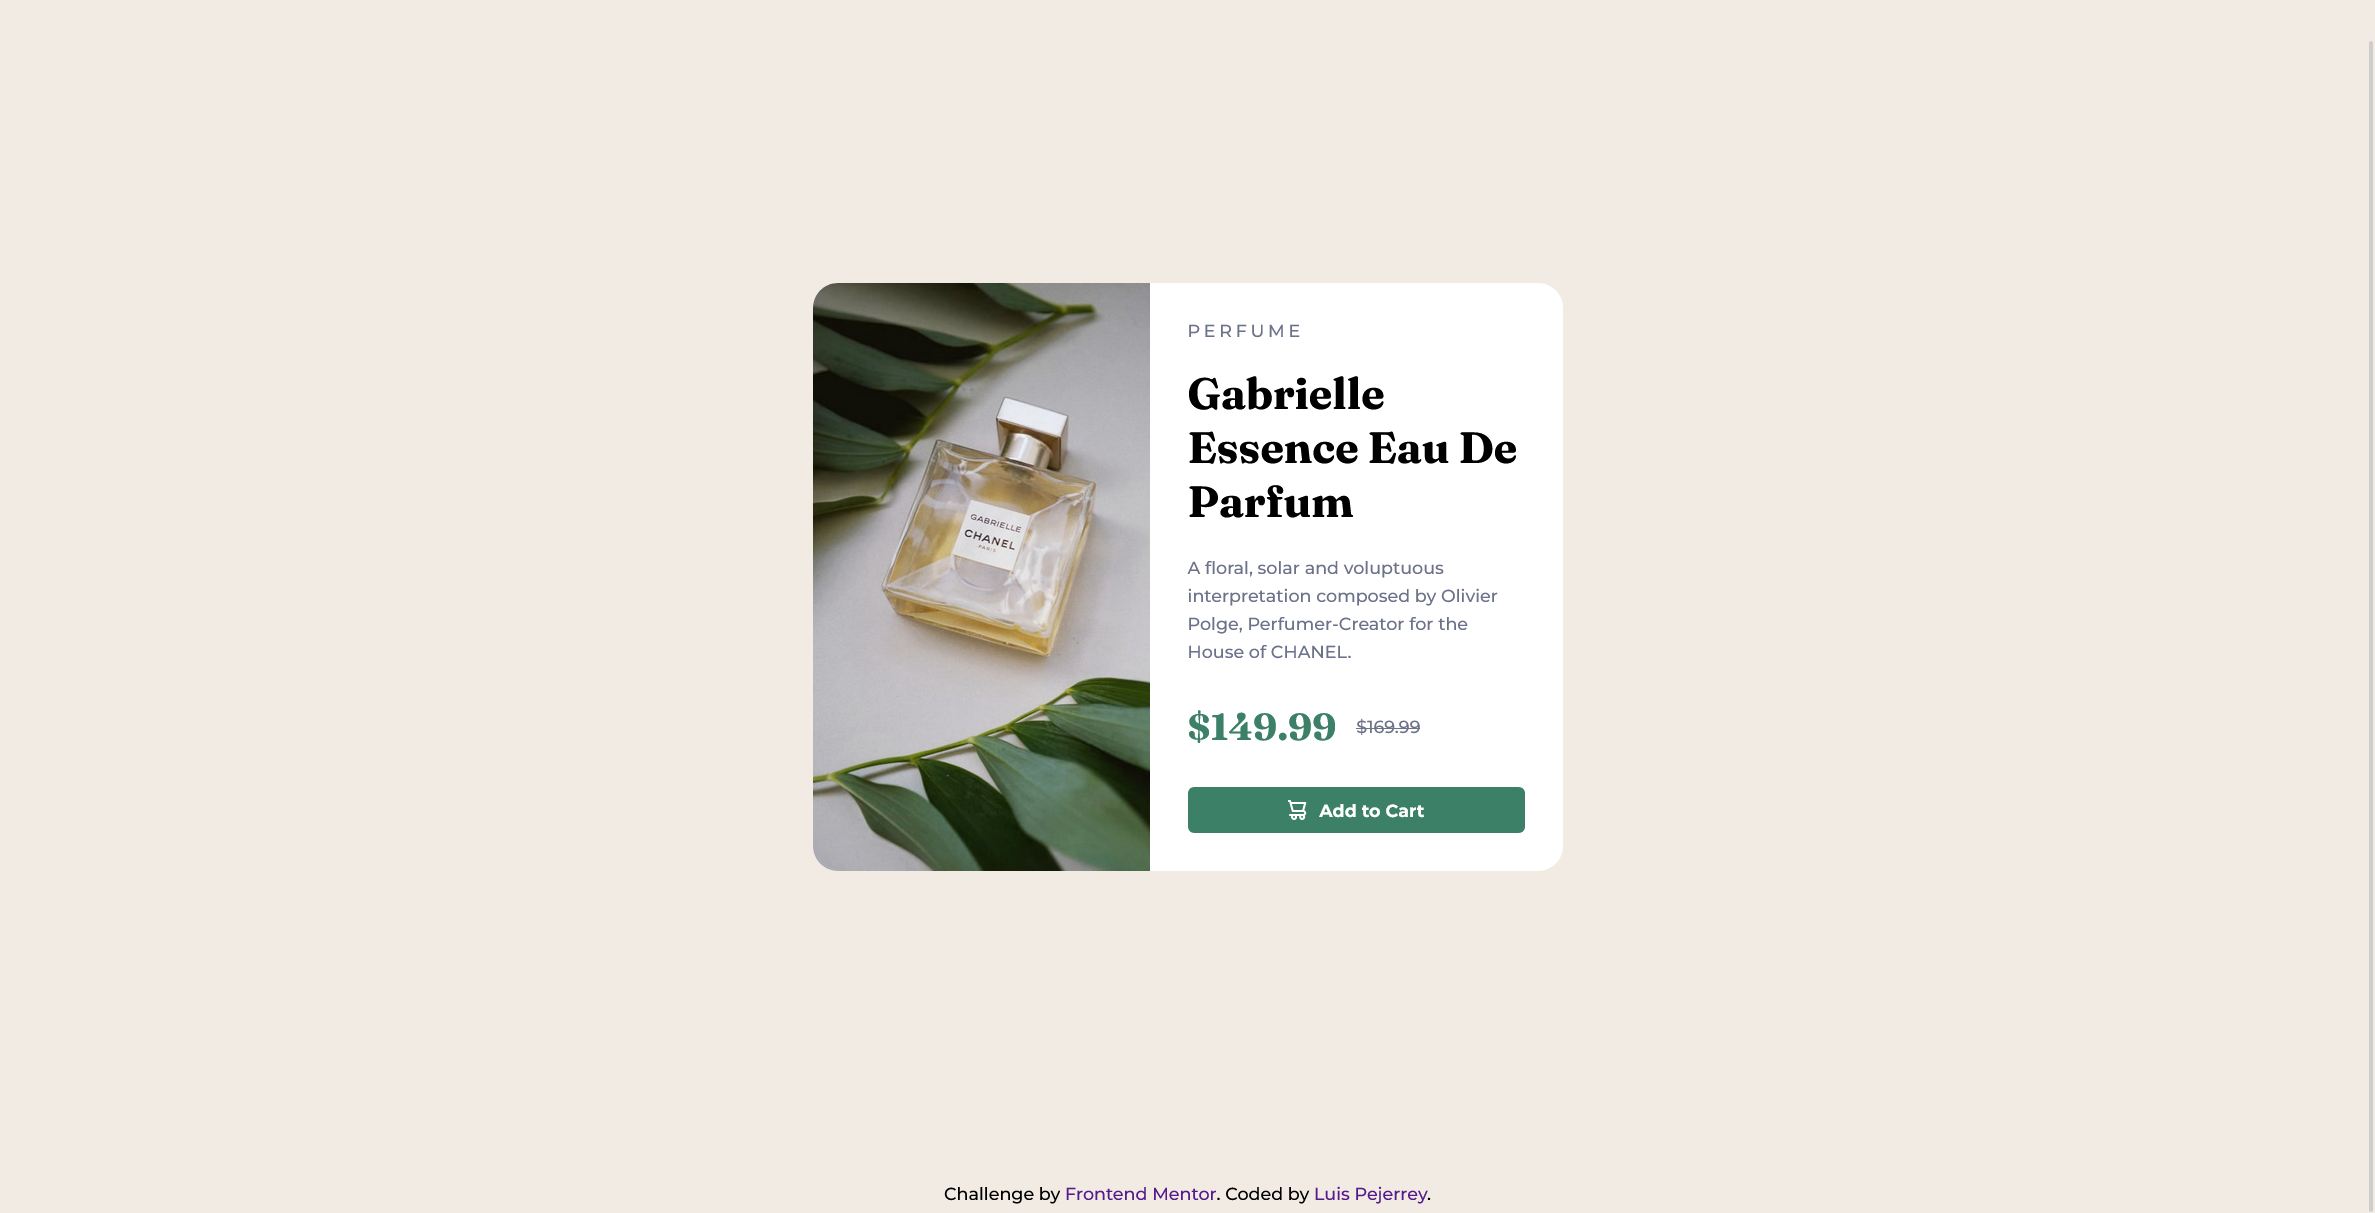 GABRIELLE
CHANEL
PARIS
PERFUME
Gabrielle
Essence Eau De
Parfum
A floral, solar and voluptuous
interpretation composed by Olivier
Polge, Perfumer-Creator for the
House of CHANEL.
$149.99 $169.99
Add to Cart
Challenge by Frontend Mentor. Coded by Luis Pejerrey.